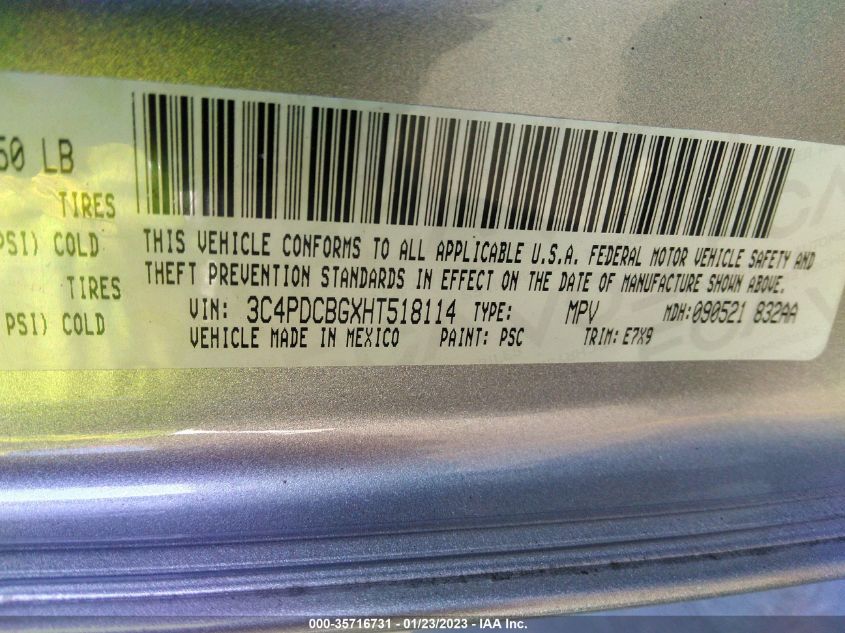 50 LB
TIRES
PSI) COLD
TIRES
PSI) COLD
THIS VEHICLE CONFORMS TO ALL APPLICABLE U.S.A. FEDERAL MOTOR VEHICLE SAFETY AND
THEFT PREVENTION STANDARDS IN EFFECT ON THE DATE OF MANUFACTURE SHOWN ABOVE.
VIN: 3C4PDCBGXHT518114 TYPE: MPV MDH:090521 832AA
VEHICLE MADE IN MEXICO PAINT: PSC TRIM: E7X9
000-35716731 - 01/23/2023 - IAA Inc.